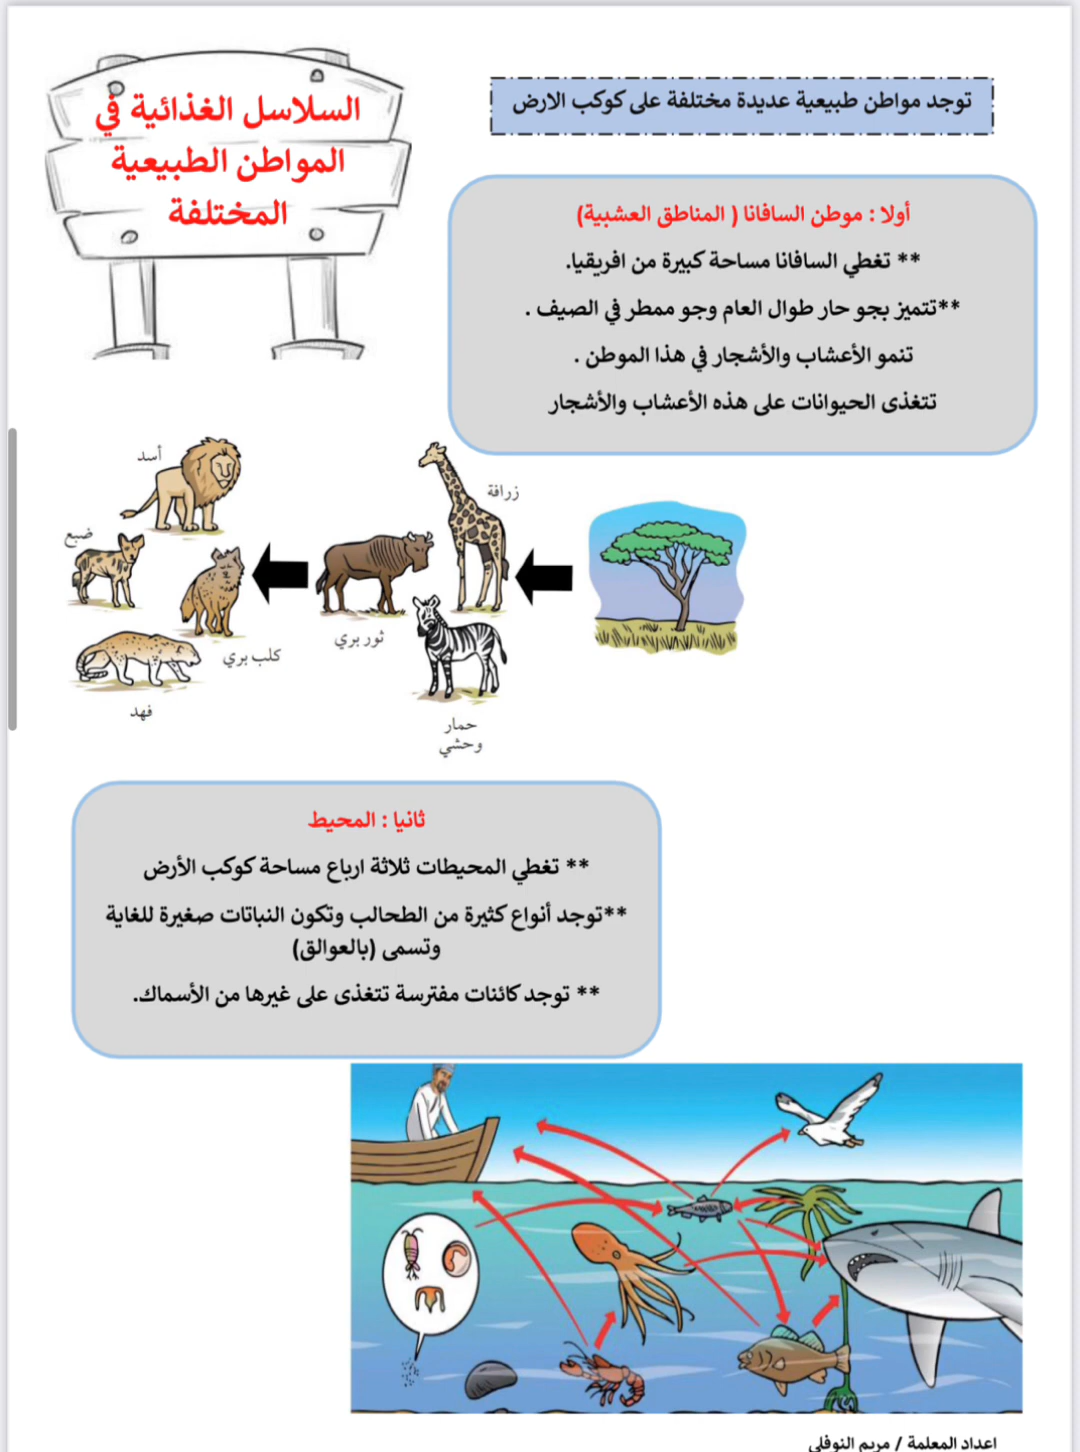 السلاسل الغذائية في
المواطن الطبيعية
المختلفة
توجد مواطن طبيعية عديدة مختلفة على كوكب الارض
أولا : موطن السافانا ( المناطق العشبية)
** تغطي السافانا مساحة كبيرة من افريقيا.
**تتميز بجو حار طوال العام وجو ممطر في الصيف .
تنمو الأعشاب والأشجار في هذا الموطن .
تتغذى الحيوانات على هذه الأعشاب والأشجار
زرافة
ثور بري
حمار
وحشي
أسد
ضبع
كلب بري
فهد
ثانيا : المحيط
** تغطي المحيطات ثلاثة ارباع مساحة كوكب الأرض
**توجد أنواع كثيرة من الطحالب وتكون النباتات صغيرة للغاية
وتسمى (بالعوالق)
** توجد كائنات مفترسة تتغذى على غيرها من الأسماك.
اعداد المعلمة / مريم النوفلي